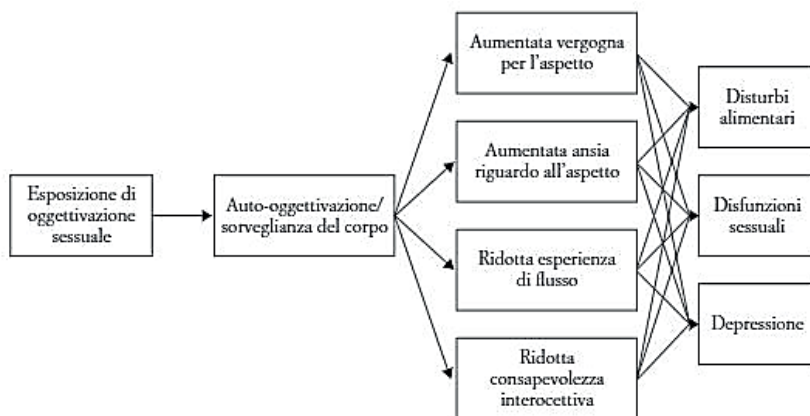 Esposizione di
oggettivazione
sessuale
Auto-oggettivazione/
sorveglianza del corpo
Aumentata vergogna
per l'aspetto
Aumentata ansia
riguardo all'aspetto
Ridotta esperienza
di flusso
Ridotta
consapevolezza
interocettiva
Disturbi
alimentari
Disfunzioni
sessuali
Depressione